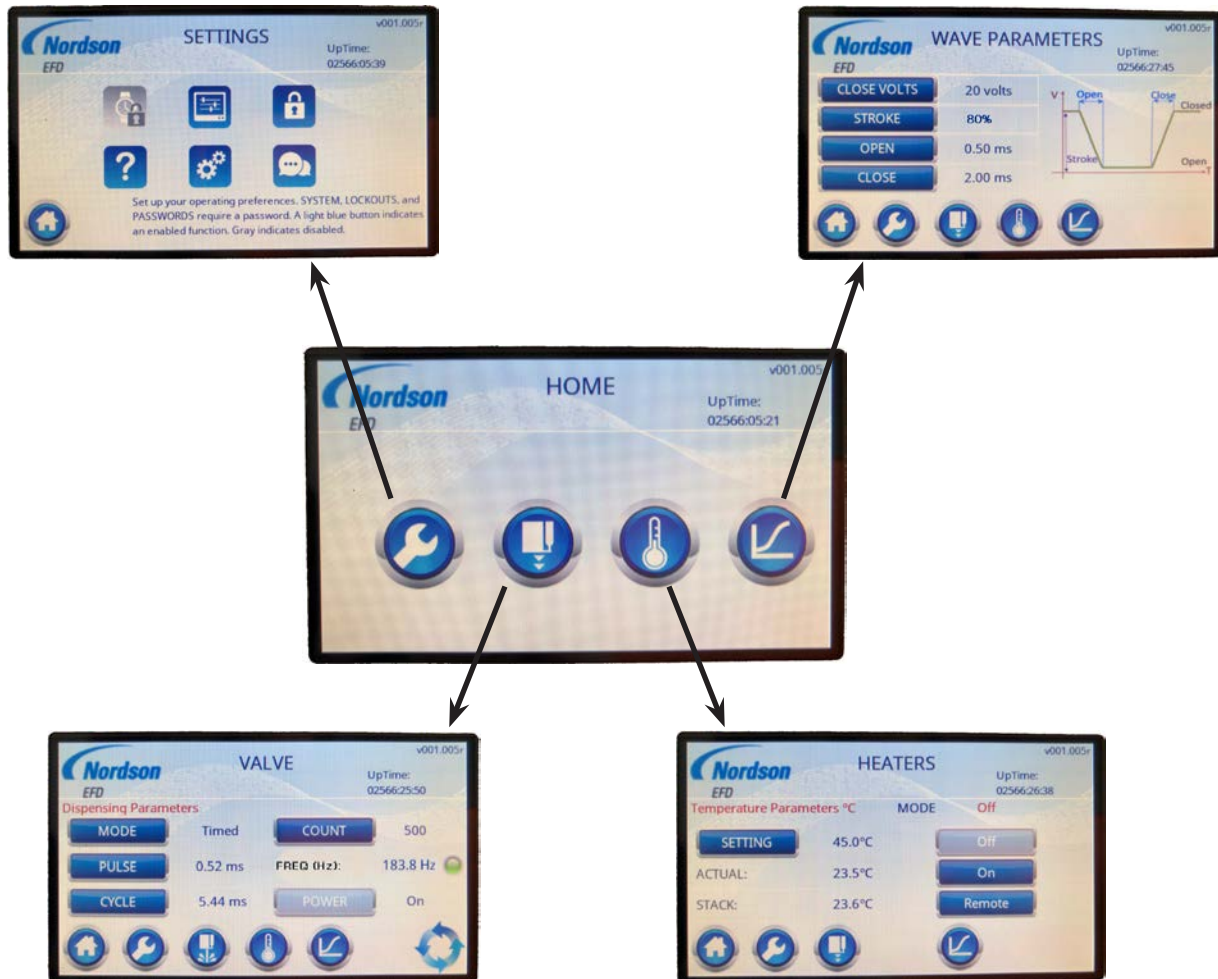 v001.005r
Nordson
EFD
SETTINGS
UpTime:
02566:05:39
?
Set up your operating preferences. SYSTEM, LOCKOUTS, and
PASSWORDS require a password. A light blue button indicates
an enabled function. Gray indicates disabled.
v001.005r
Nordson
EFD
WAVE PARAMETERS
UpTime:
02566:27:45
CLOSE VOLTS 20 volts
STROKE 80%
OPEN 0.50 ms
CLOSE 2.00 ms
V Open Close
Closed
Stroke
Open
T
v001.005
Nordson
EFD
HOME
UpTime:
02566:05:21
v001.005r
Nordson
EFD
VALVE
UpTime:
02566:25:50
Dispensing Parameters
MODE Timed COUNT 500
PULSE 0.52 ms FREQ (Hz): 183.8 Hz
CYCLE 5.44 ms POWER On
v001.005r
Nordson
EFD
HEATERS
UpTime:
02566:26:38
Temperature Parameters °C MODE Off
SETTING 45.0°C Off
ACTUAL: 23.5°C On
STACK: 23.6°C Remote